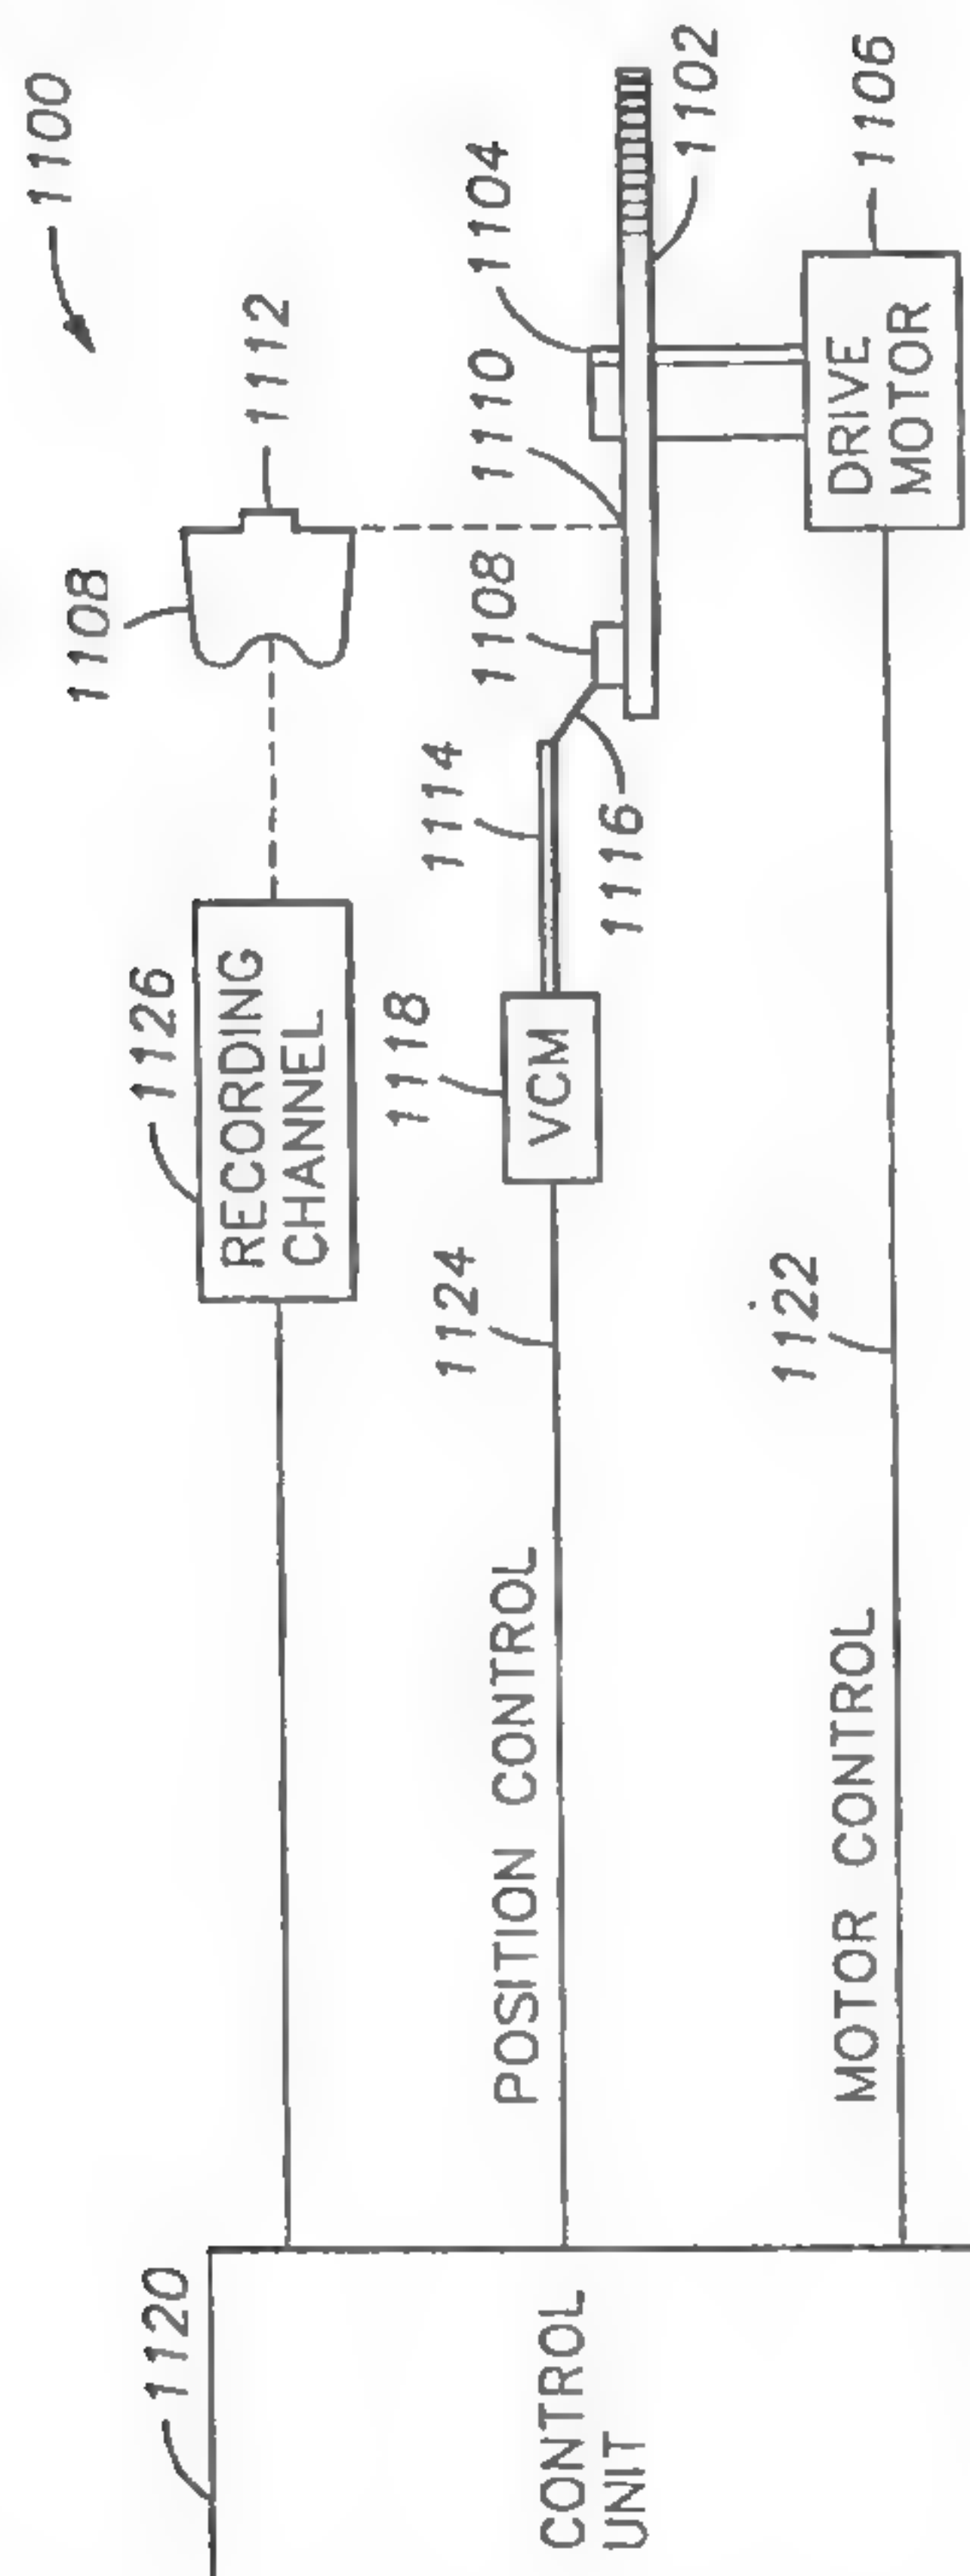 1100
1108
1112
1126
RECORDING
CHANNEL
1104
1110
1108
1114
1118
VCM
1116
1102
1124
POSITION CONTROL
1120
CONTROL
UNIT
1106
DRIVE
MOTOR
1122
MOTOR CONTROL